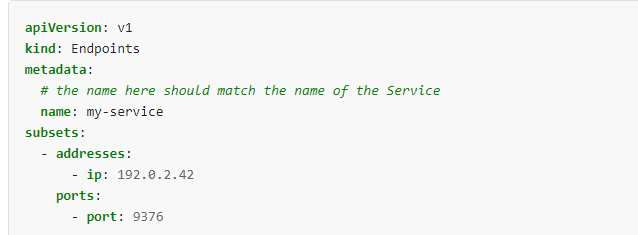 apiVersion: v1
kind: Endpoints
metadata:
  # the name here should match the name of the Service
  name: my-service
subsets:
  - addresses:
      - ip: 192.0.2.42
    ports:
      - port: 9376